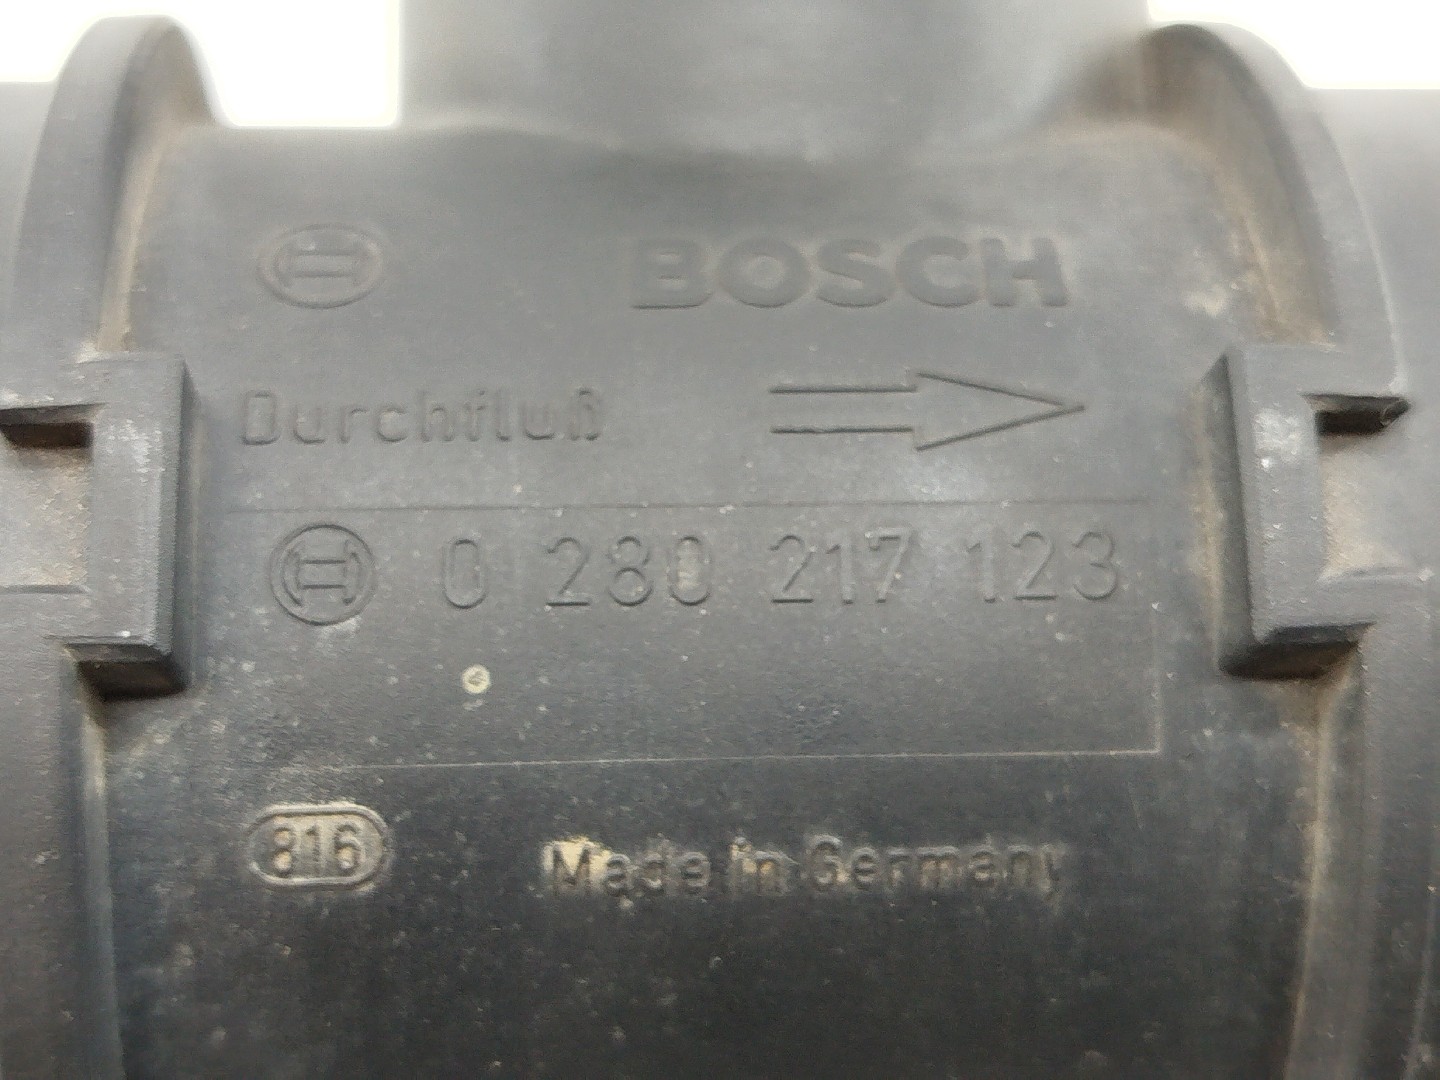 BOSCH
Durchfluß
0 280 217 123
816
Made in Germany